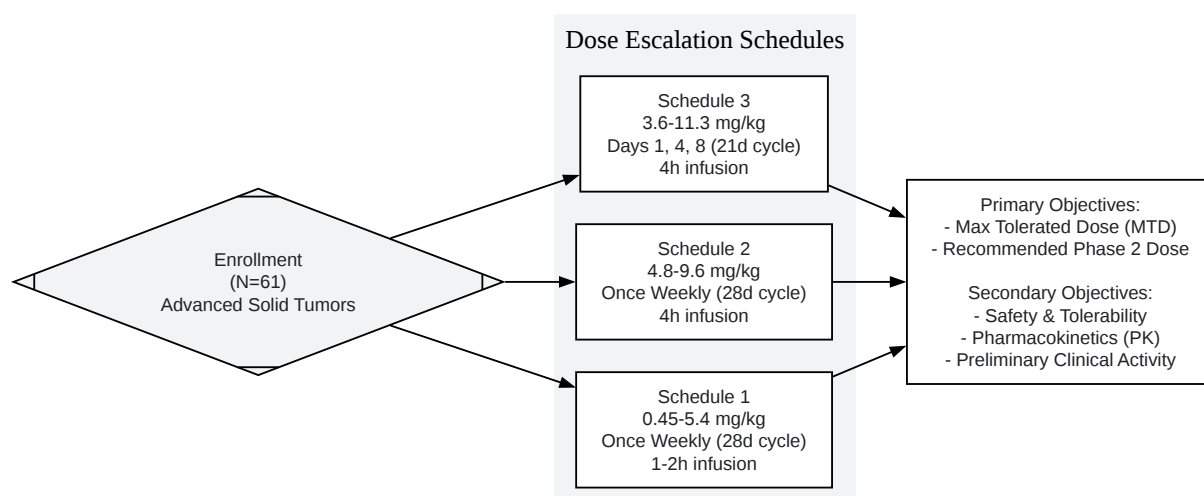 Dose Escalation Schedules
Schedule 3
3.6-11.3 mg/kg
Days 1, 4, 8 (21d cycle)
4h infusion
Enrollment
(N=61)
Advanced Solid Tumors
Schedule 2
4.8-9.6 mg/kg
Once Weekly (28d cycle)
4h infusion
Schedule 1
0.45-5.4 mg/kg
Once Weekly (28d cycle)
1-2h infusion
Primary Objectives:
- Max Tolerated Dose (MTD)
- Recommended Phase 2 Dose
Secondary Objectives:
- Safety & Tolerability
- Pharmacokinetics (PK)
- Preliminary Clinical Activity